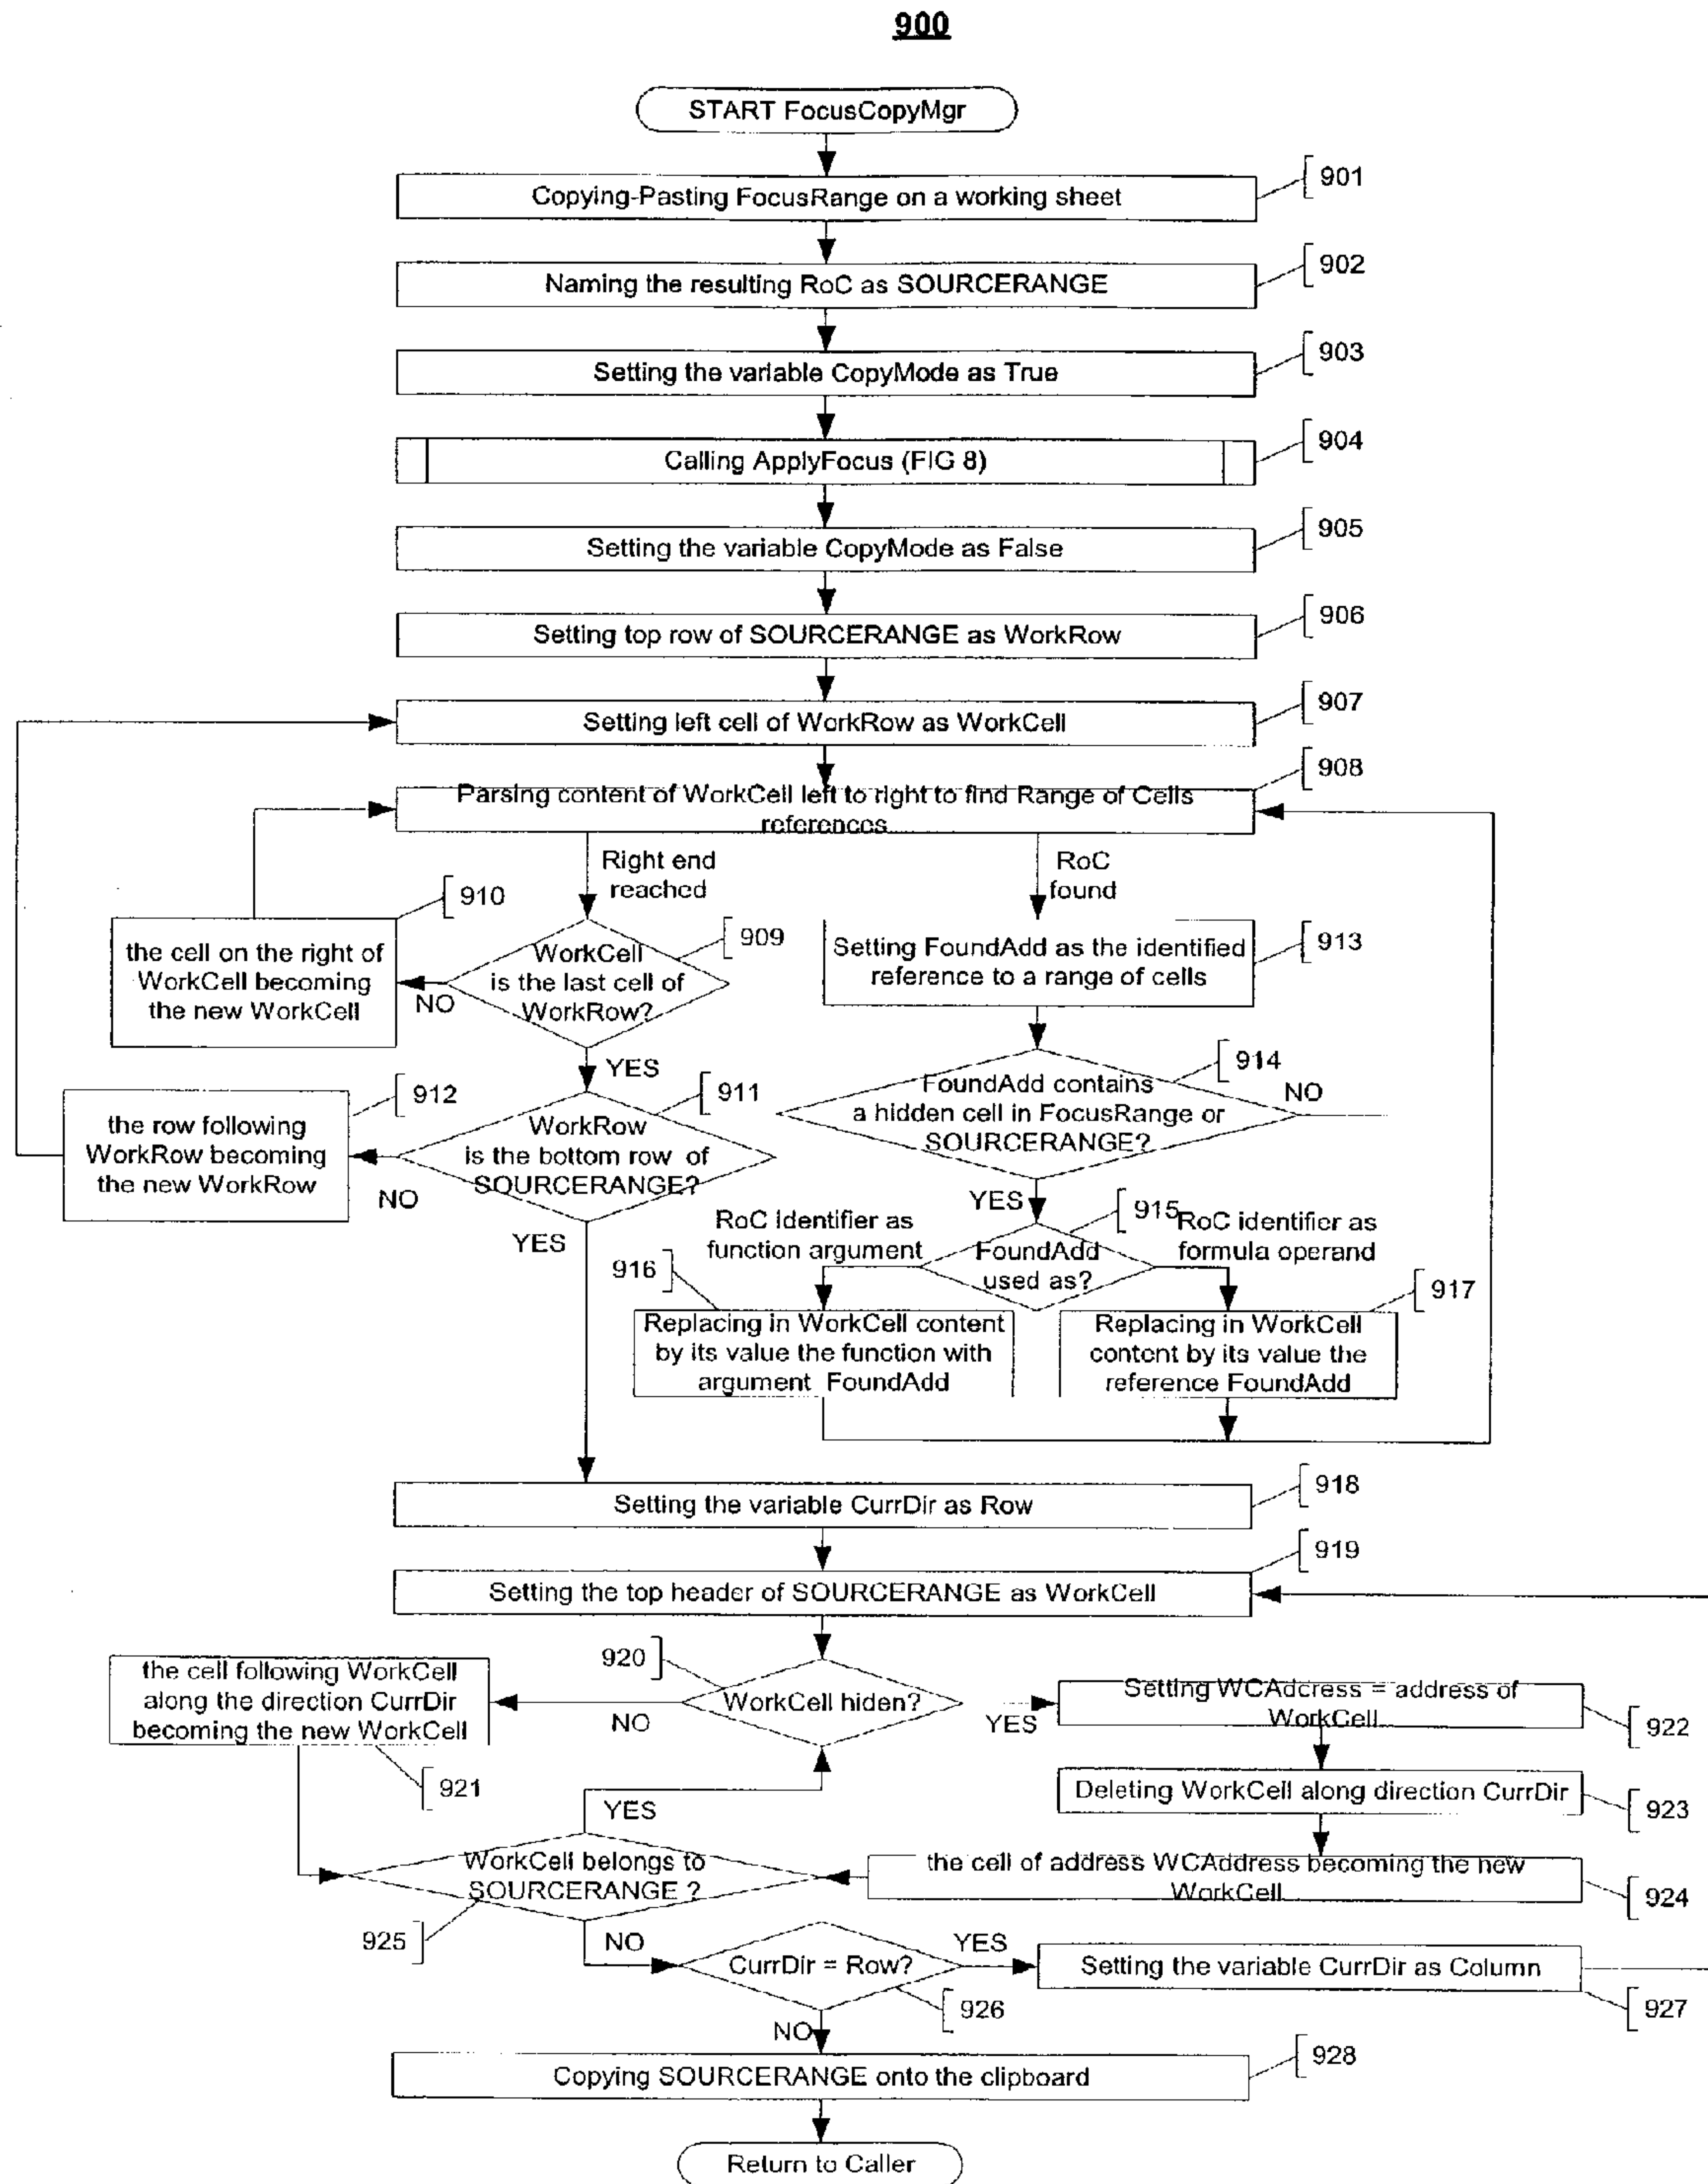 900
START FocusCopyMgr
Copying-Pasting FocusRange on a working sheet
901
Naming the resulting RoC as SOURCERANGE
902
Setting the variable CopyMode as True
903
Calling ApplyFocus (FIG 8)
904
Setting the variable CopyMode as False
905
Setting top row of SOURCERANGE as WorkRow
906
Setting left cell of WorkRow as WorkCell
907
Parsing content of WorkCell left to right to find Range of Cells
references
908
Right end
reached
RoC
found
910
the cell on the right of
WorkCell becoming
the new WorkCell
NO
WorkCell
is the last cell of
WorkRow?
909
Setting FoundAdd as the identified
reference to a range of cells
913
YES
912
the row following
WorkRow becoming
the new WorkRow
NO
WorkRow
is the bottom row of
SOURCERANGE?
911
FoundAdd contains
a hidden cell in FocusRange or
SOURCERANGE?
914
NO
YES
YES
915
RoC Identifier as
function argument
FoundAdd
used as?
RoC identifier as
formula operand
916
Replacing in WorkCell content
by its value the function with
argument FoundAdd
917
Replacing in WorkCell
content by its value the
reference FoundAdd
Setting the variable CurrDir as Row
918
Setting the top header of SOURCERANGE as WorkCell
919
920
the cell following WorkCell
along the direction CurrDir
becoming the new WorkCell
921
NO
WorkCell hiden?
YES
Setting WCAddress = address of
WorkCell
922
Deleting WorkCell along direction CurrDir
923
YES
WorkCell belongs to
SOURCERANGE ?
925
the cell of address WCAddress becoming the new
WorkCell
924
NO
CurrDir = Row?
926
YES
Setting the variable CurrDir as Column
927
NO
Copying SOURCERANGE onto the clipboard
928
Return to Caller